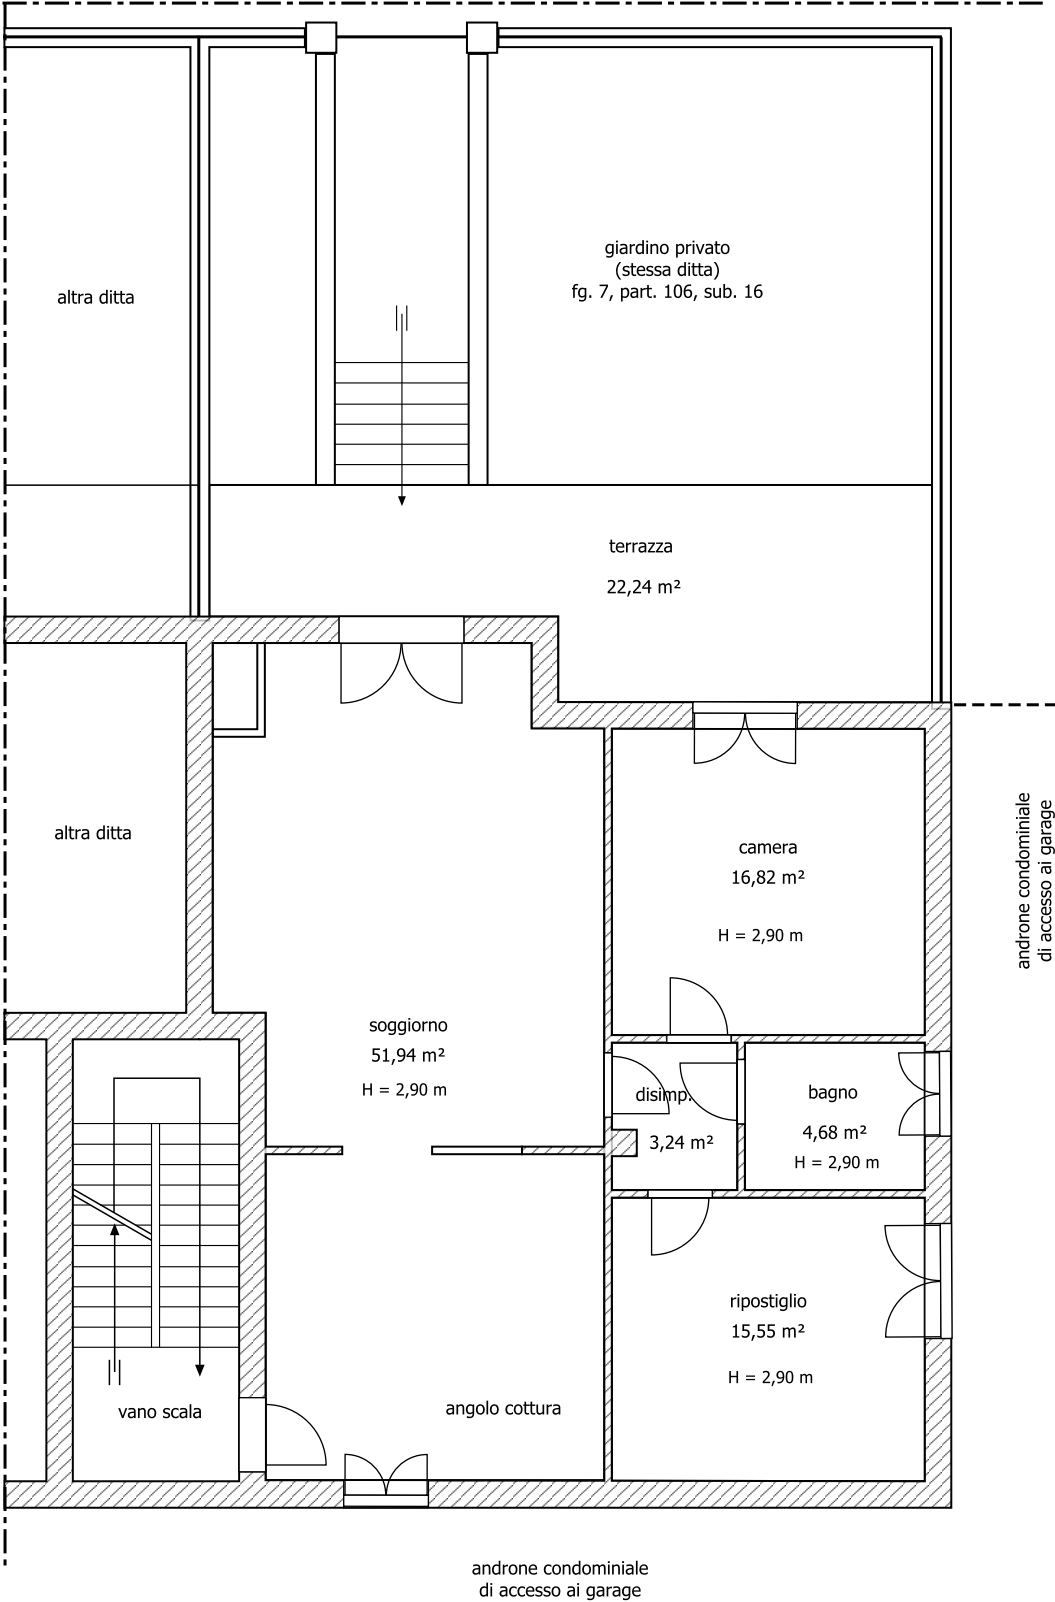 giardino privato
(stessa ditta)
fg. 7, part. 106, sub. 16
altra ditta
terrazza
22,24 m²
altra ditta
camera
16,82 m²
H = 2,90 m
androne condominiale
di accesso ai garage
soggiorno
51,94 m²
H = 2,90 m
disimp.
3,24 m²
bagno
4,68 m²
H = 2,90 m
ripostiglio
15,55 m²
H = 2,90 m
vano scala
angolo cottura
androne condominiale
di accesso ai garage